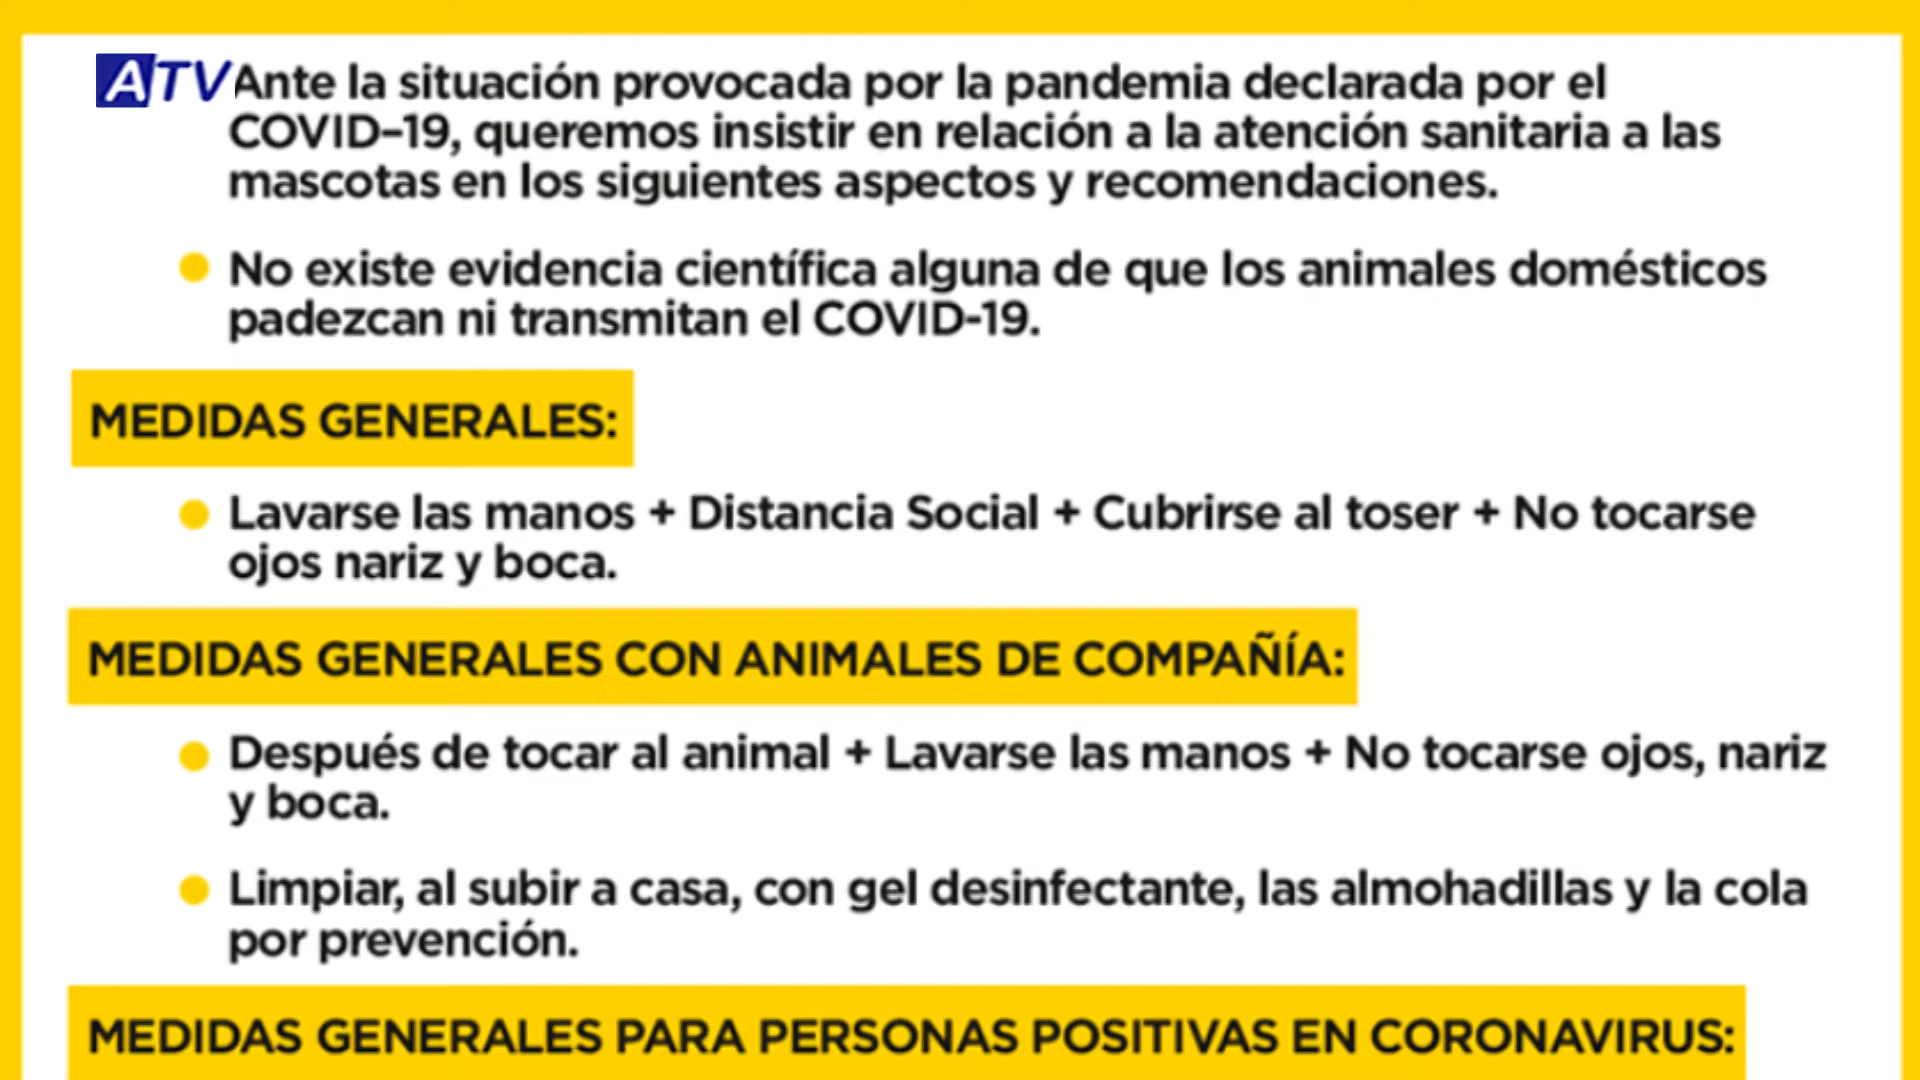 ATV Ante la situación provocada por la pandemia declarada por el
COVID–19, queremos insistir en relación a la atención sanitaria a las
mascotas en los siguientes aspectos y recomendaciones.
No existe evidencia científica alguna de que los animales domésticos
padezcan ni transmitan el COVID-19.
MEDIDAS GENERALES:
Lavarse las manos + Distancia Social + Cubrirse al toser + No tocarse
ojos nariz y boca.
MEDIDAS GENERALES CON ANIMALES DE COMPAÑÍA:
Después de tocar al animal + Lavarse las manos + No tocarse ojos, nariz
y boca.
Limpiar, al subir a casa, con gel desinfectante, las almohadillas y la cola
por prevención.
MEDIDAS GENERALES PARA PERSONAS POSITIVAS EN CORONAVIRUS: